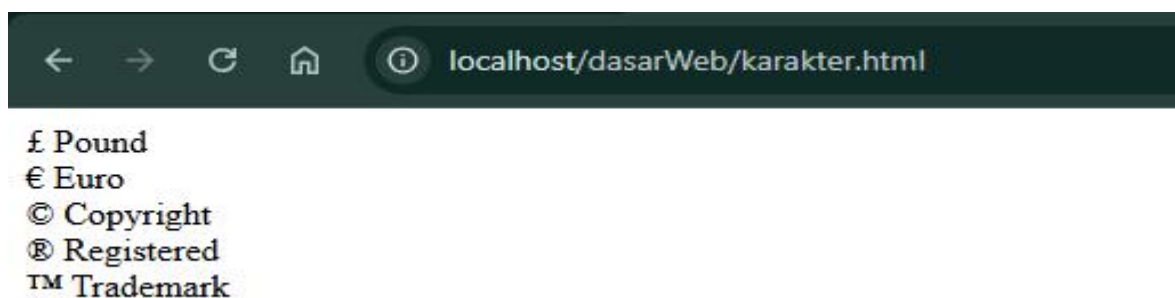 localhost/dasarWeb/karakter.html
£ Pound
€ Euro
© Copyright
® Registered
™ Trademark